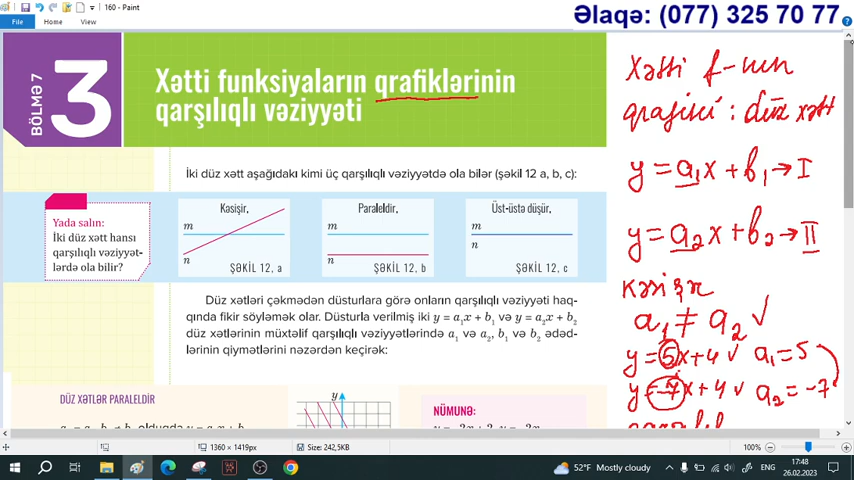 160 - Paint
Əlaqə: (077) 325 70 77
File Home View
BÖLMƏ 7
3
Xətti funksiyaların qrafiklərinin
qarşılıqlı vəziyyəti
İki düz xətt aşağıdakı kimi üç qarşılıqlı vəziyyətdə ola bilər (şəkil 12 a, b, c):
Yada salın:
İki düz xətt hansı
qarşılıqlı vəziyyət-
lərdə ola bilir?
Kəsişir,
m
n
ŞƏKİL 12, a
Paraleldir,
m
n
ŞƏKİL 12, b
Üst-üstə düşür,
m
n
ŞƏKİL 12, c
Düz xətləri çəkmədən düsturlara görə onların qarşılıqlı vəziyyəti haq-
qında fikir söyləmək olar. Düsturla verilmiş iki y = a₁x + b₁ və y = a₂x + b₂
düz xətlərinin müxtəlif qarşılıqlı vəziyyətlərində a₁ və a₂, b₁ və b₂ ədəd-
lərinin qiymətlərini nəzərdən keçirək:
DÜZ XƏTLƏR PARALELDİR
y
NÜMUNƏ:
Xətti f-nun
qrafiki : düz xətt
y = a₁x + b₁ → I
y = a₂x + b₂ → II
kəsişir
a₁ ≠ a₂ ✓
y = 5x + 4 ✓ a₁ = 5
y = -7x + 4 ✓ a₂ = -7
1360 × 1419px
Size: 242,5KB
100%
52°F Mostly cloudy
ENG
17:48
26.02.2023